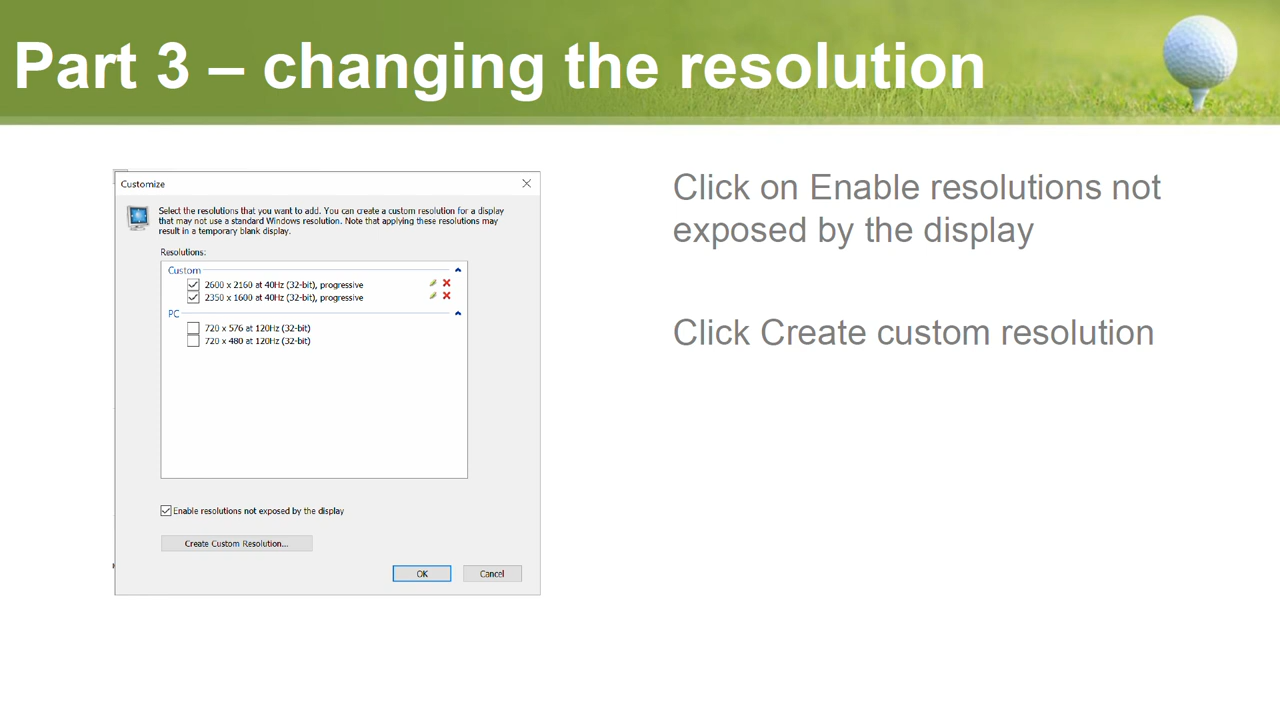 Part 3 – changing the resolution
Customize
Select the resolutions that you want to add. You can create a custom resolution for a display
that may not use a standard Windows resolution. Note that applying these resolutions may
result in a temporary blank display.
Resolutions:
Custom
2600 x 2160 at 40Hz (32-bit), progressive
2350 x 1600 at 40Hz (32-bit), progressive
PC
720 x 576 at 120Hz (32-bit)
720 x 480 at 120Hz (32-bit)
Enable resolutions not exposed by the display
Create Custom Resolution...
OK
Cancel
Click on Enable resolutions not
exposed by the display
Click Create custom resolution